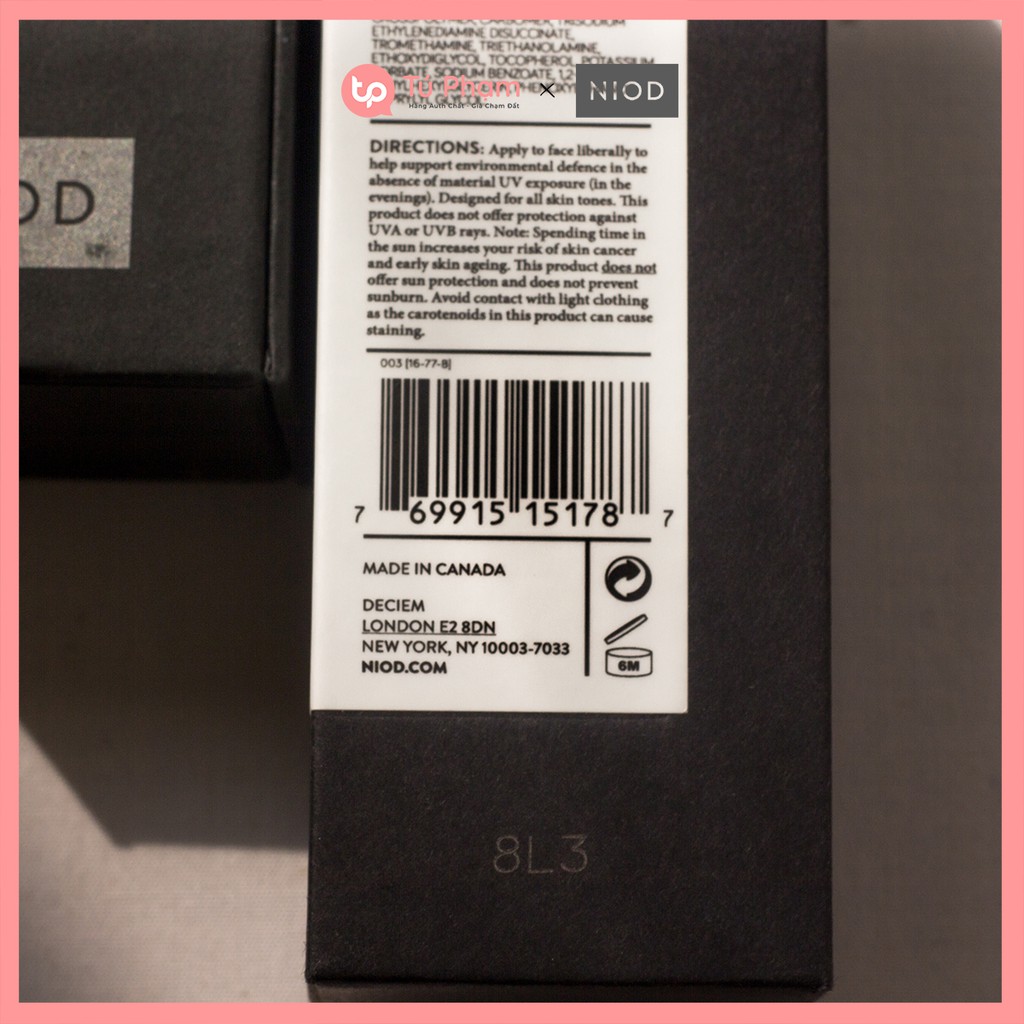 ETHYLENEDIAMINE DISUCCINATE,
TROMETHAMINE, TRIETHANOLAMINE,
ETHOXYDIGLYCOL, TOCOPHEROL, POTASSIUM
SODIUM BENZOATE, 1,2-
tp Tú Phạm × NIOD
Hàng Auth Chất - Giá Chạm Đất
DIRECTIONS: Apply to face liberally to
help support environmental defence in the
absence of material UV exposure (in the
evenings). Designed for all skin tones. This
product does not offer protection against
UVA or UVB rays. Note: Spending time in
the sun increases your risk of skin cancer
and early skin ageing. This product does not
offer sun protection and does not prevent
sunburn. Avoid contact with light clothing
as the carotenoids in this product can cause
staining.
003 [16-77-8]
7 69915 15178 7
MADE IN CANADA
DECIEM
LONDON E2 8DN
NEW YORK, NY 10003-7033
NIOD.COM
6M
8L3